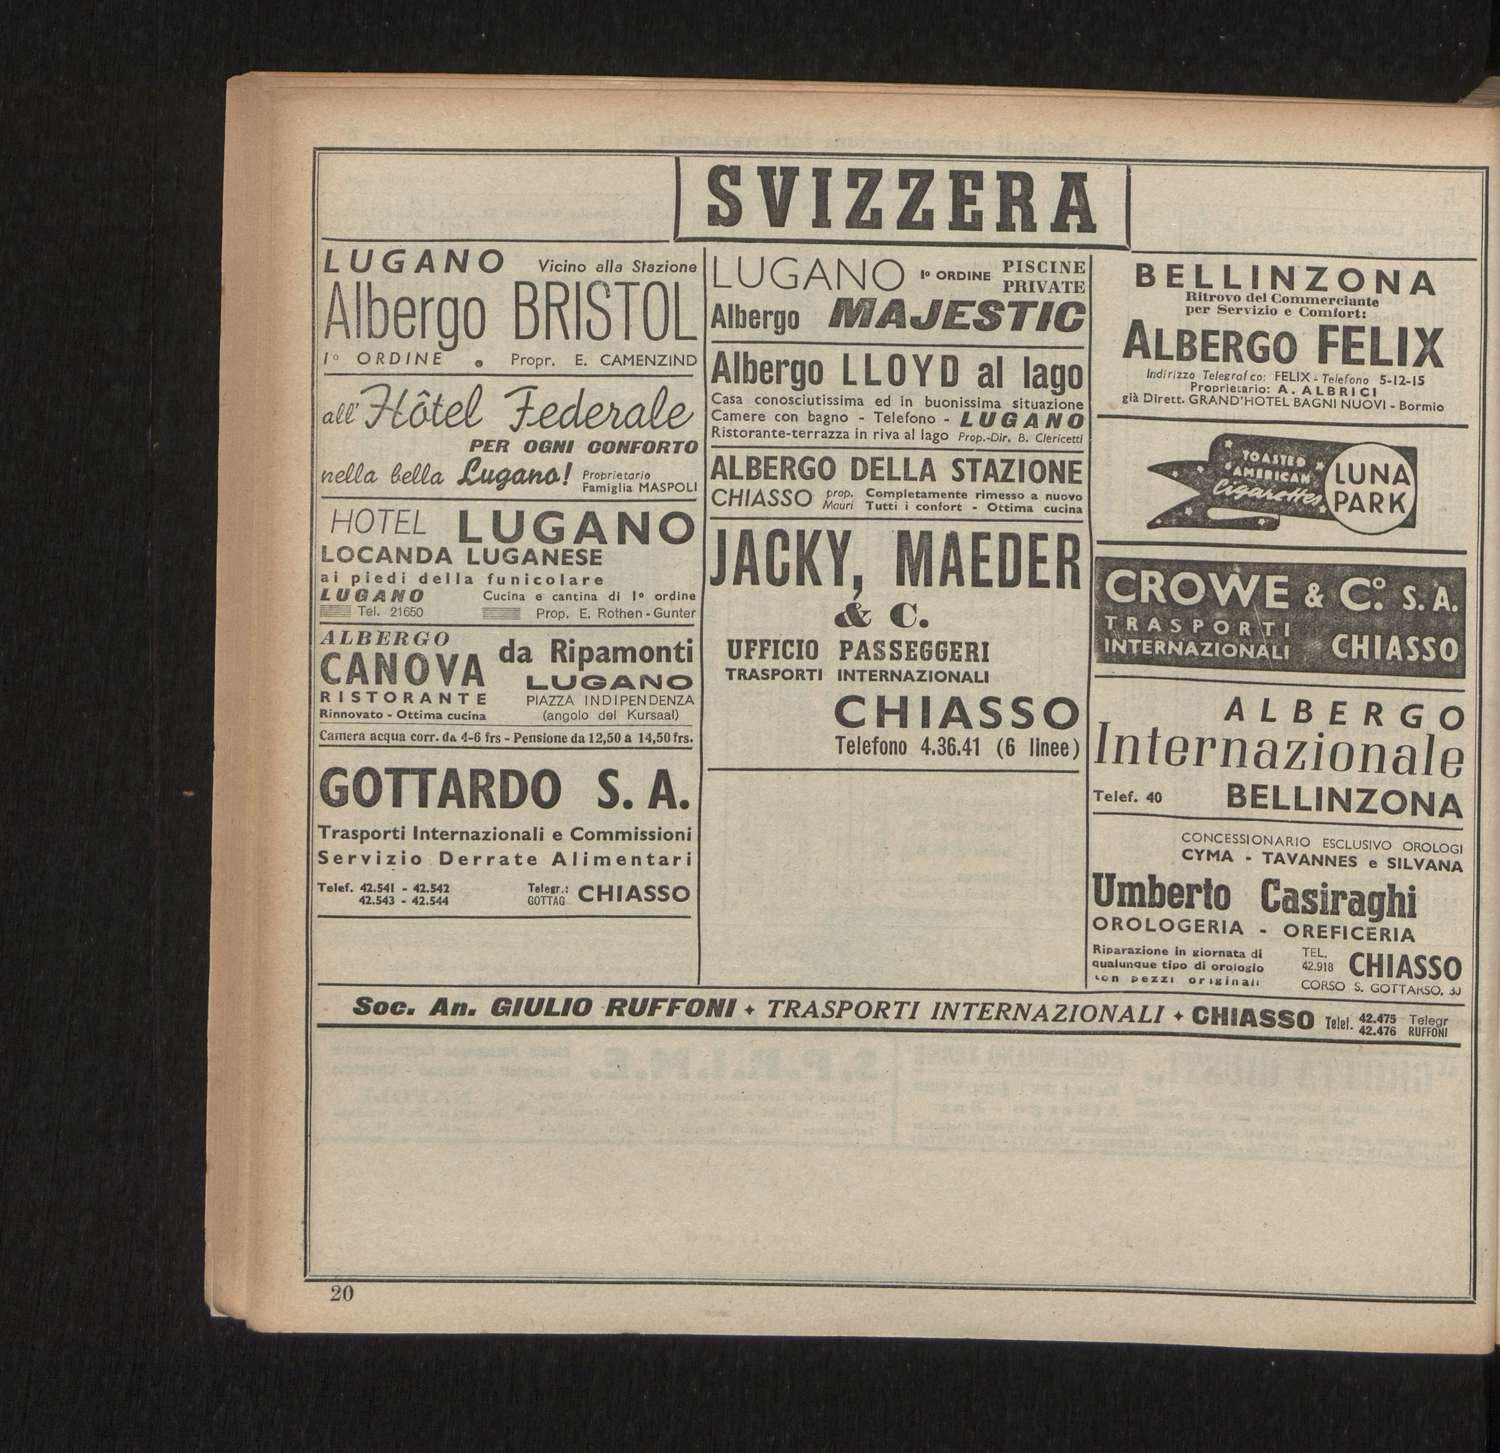 SVIZZERA
LUGANO Vicino alla Stazione
Albergo BRISTOL
1º ORDINE • Propr. E. CAMENZIND
all'Hôtel Federale
PER OGNI CONFORTO
nella bella Lugano! Proprietario
Famiglia MASPOLI
HOTEL LUGANO
LOCANDA LUGANESE
ai piedi della funicolare
LUGANO Cucina e cantina di 1º ordine
Tel. 21650 Prop. E. Rothen - Gunter
ALBERGO
CANOVA da Ripamonti
LUGANO
RISTORANTE PIAZZA INDIPENDENZA
Rinnovato - Ottima cucina (angolo del Kursaal)
Camera acqua corr. da 4-6 frs - Pensione da 12,50 a 14,50 frs.
GOTTARDO S. A.
Trasporti Internazionali e Commissioni
Servizio Derrate Alimentari
Telef. 42.541 - 42.542
42.543 - 42.544
Telegr.:
GOTTAG CHIASSO
LUGANO 1º ORDINE PISCINE
PRIVATE
Albergo MAJESTIC
Albergo LLOYD al lago
Casa conosciutissima ed in buonissima situazione
Camere con bagno - Telefono - LUGANO
Ristorante-terrazza in riva al lago Prop.-Dir. B. Clericetti
ALBERGO DELLA STAZIONE
CHIASSO prop. Mauri Completamente rimesso a nuovo
Tutti i confort - Ottima cucina
JACKY, MAEDER
& C.
UFFICIO PASSEGGERI
TRASPORTI INTERNAZIONALI
CHIASSO
Telefono 4.36.41 (6 linee)
BELLINZONA
Ritrovo del Commerciante
per Servizio e Comfort:
ALBERGO FELIX
Indirizzo Telegrafico: FELIX - Telefono 5-12-15
Proprietario: A. ALBRICI
già Dirett. GRAND'HOTEL BAGNI NUOVI - Bormio
TOASTED
AMERICAN
Cigarettes
LUNA
PARK
CROWE & Cº. S. A.
TRASPORTI
INTERNAZIONALI CHIASSO
ALBERGO
Internazionale
Telef. 40 BELLINZONA
CONCESSIONARIO ESCLUSIVO OROLOGI
CYMA - TAVANNES e SILVANA
Umberto Casiraghi
OROLOGERIA - OREFICERIA
Riparazione in giornata di
qualunque tipo di orologio
con pezzi originali
TEL.
42.918 CHIASSO
CORSO S. GOTTARSO, 30
Soc. An. GIULIO RUFFONI + TRASPORTI INTERNAZIONALI + CHIASSO Telef. 42.475
42.476 Telegr
RUFFONI
20